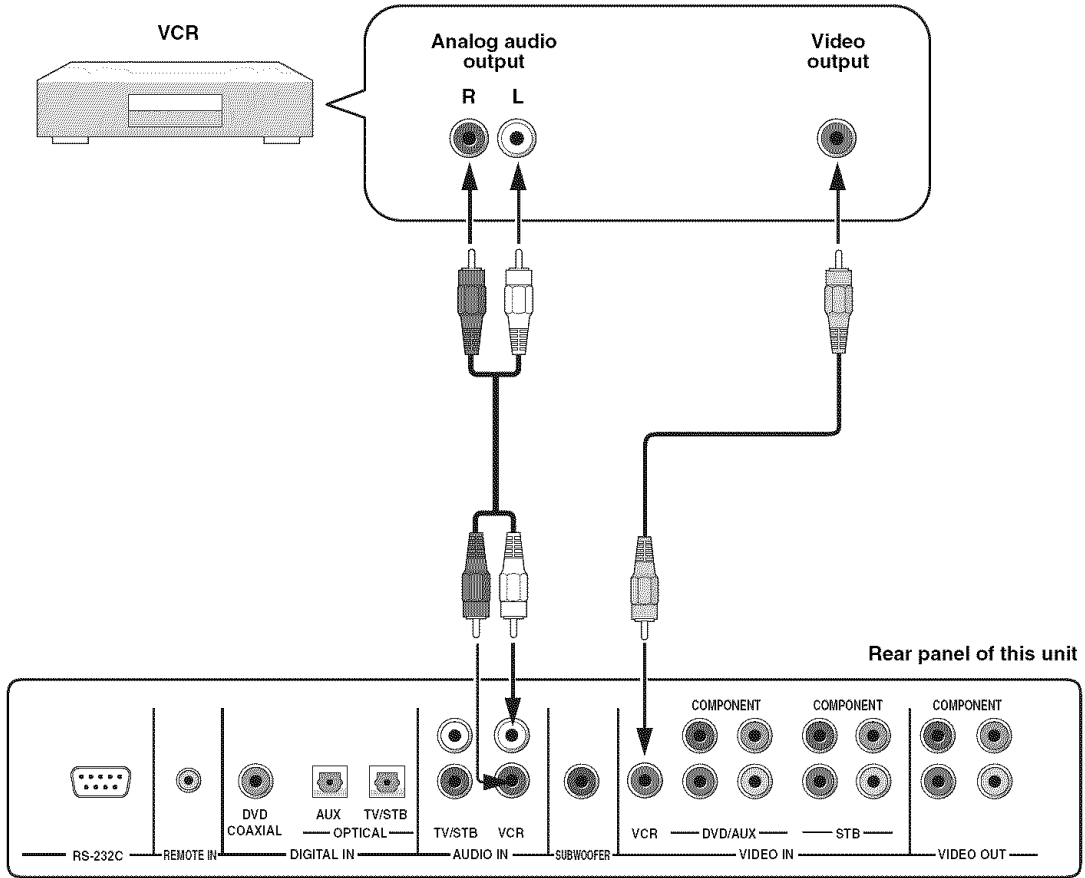 VCR
Analog audio
output
Video
output
R L
Rear panel of this unit
COMPONENT COMPONENT COMPONENT
DVD
COAXIAL
AUX TV/STB
OPTICAL
TV/STB VCR
VCR DVD/AUX STB
RS-232C REMOTE IN DIGITAL IN AUDIO IN SUBWOOFER VIDEO IN VIDEO OUT